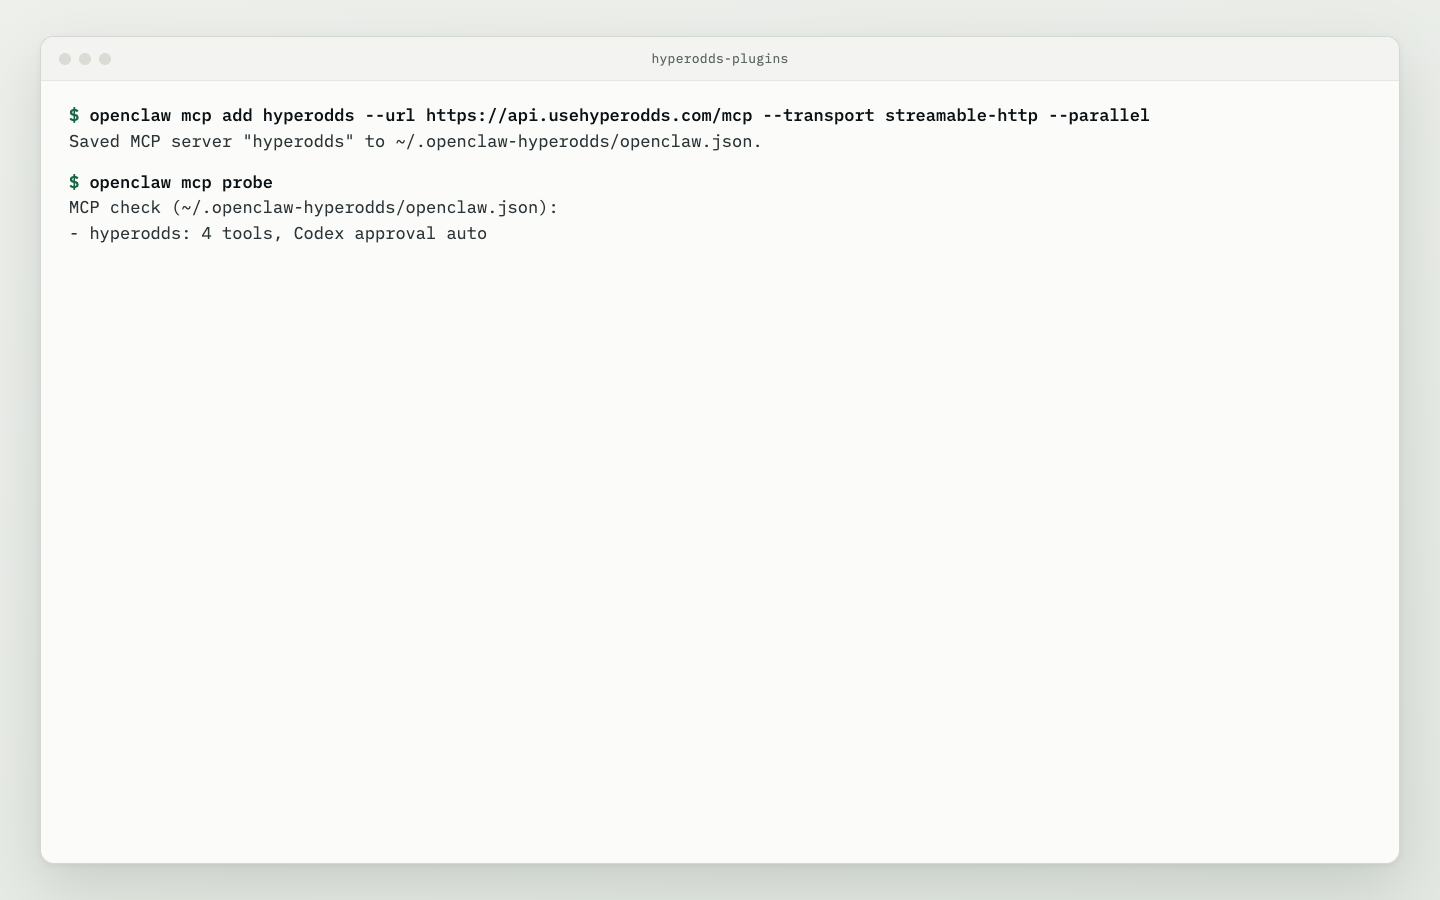 hyperodds-plugins
$ openclaw mcp add hyperodds --url https://api.usehyperodds.com/mcp --transport streamable-http --parallel
Saved MCP server "hyperodds" to ~/.openclaw-hyperodds/openclaw.json.
$ openclaw mcp probe
MCP check (~/.openclaw-hyperodds/openclaw.json):
- hyperodds: 4 tools, Codex approval auto